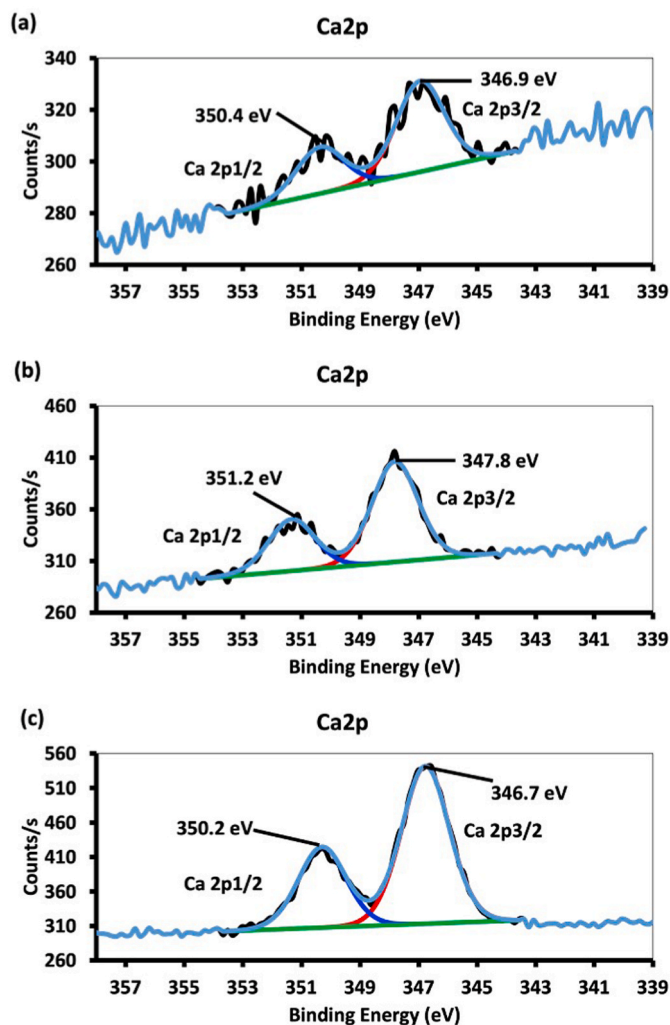 (a)
Ca2p
340
320
300
280
260
Counts/s
350.4 eV
346.9 eV
Ca 2p3/2
Ca 2p1/2
357 355 353 351 349 347 345 343 341 339
Binding Energy (eV)
(b)
Ca2p
460
410
360
310
260
Counts/s
351.2 eV
347.8 eV
Ca 2p3/2
Ca 2p1/2
357 355 353 351 349 347 345 343 341 339
Binding Energy (eV)
(c)
Ca2p
560
510
460
410
360
310
260
Counts/s
350.2 eV
346.7 eV
Ca 2p3/2
Ca 2p1/2
357 355 353 351 349 347 345 343 341 339
Binding Energy (eV)